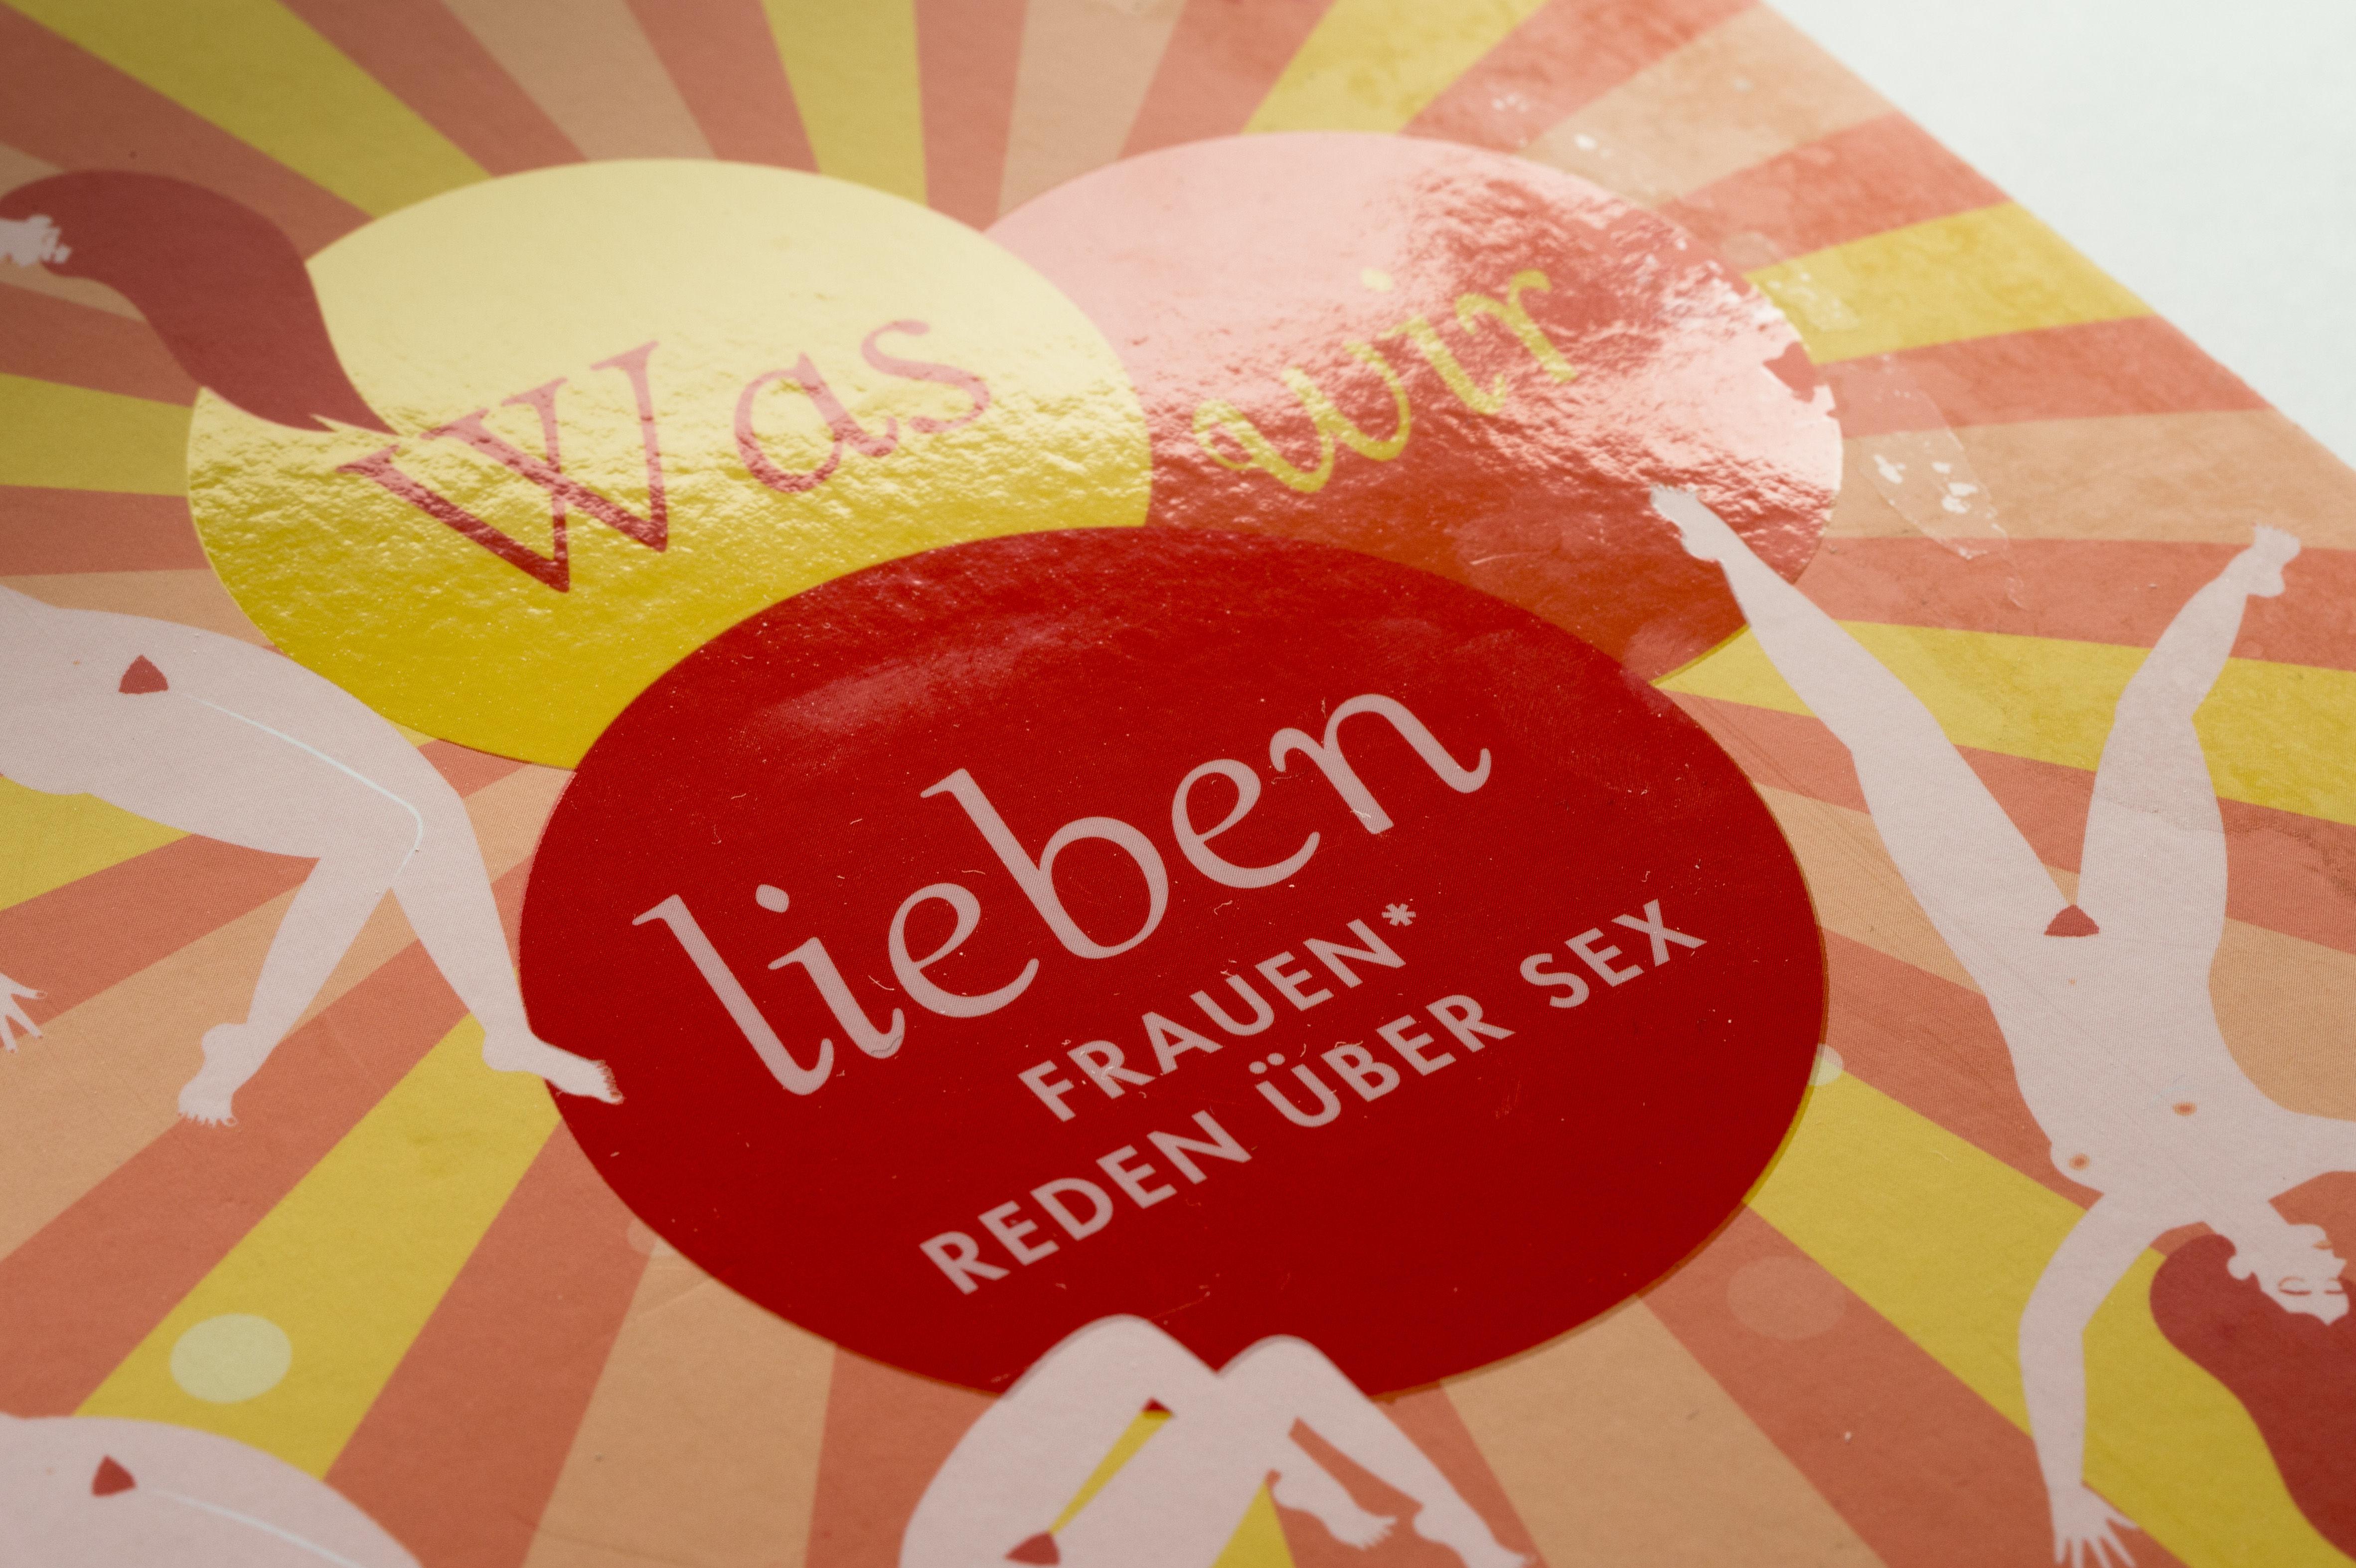 Was wir
lieben
FRAUEN*
REDEN ÜBER SEX